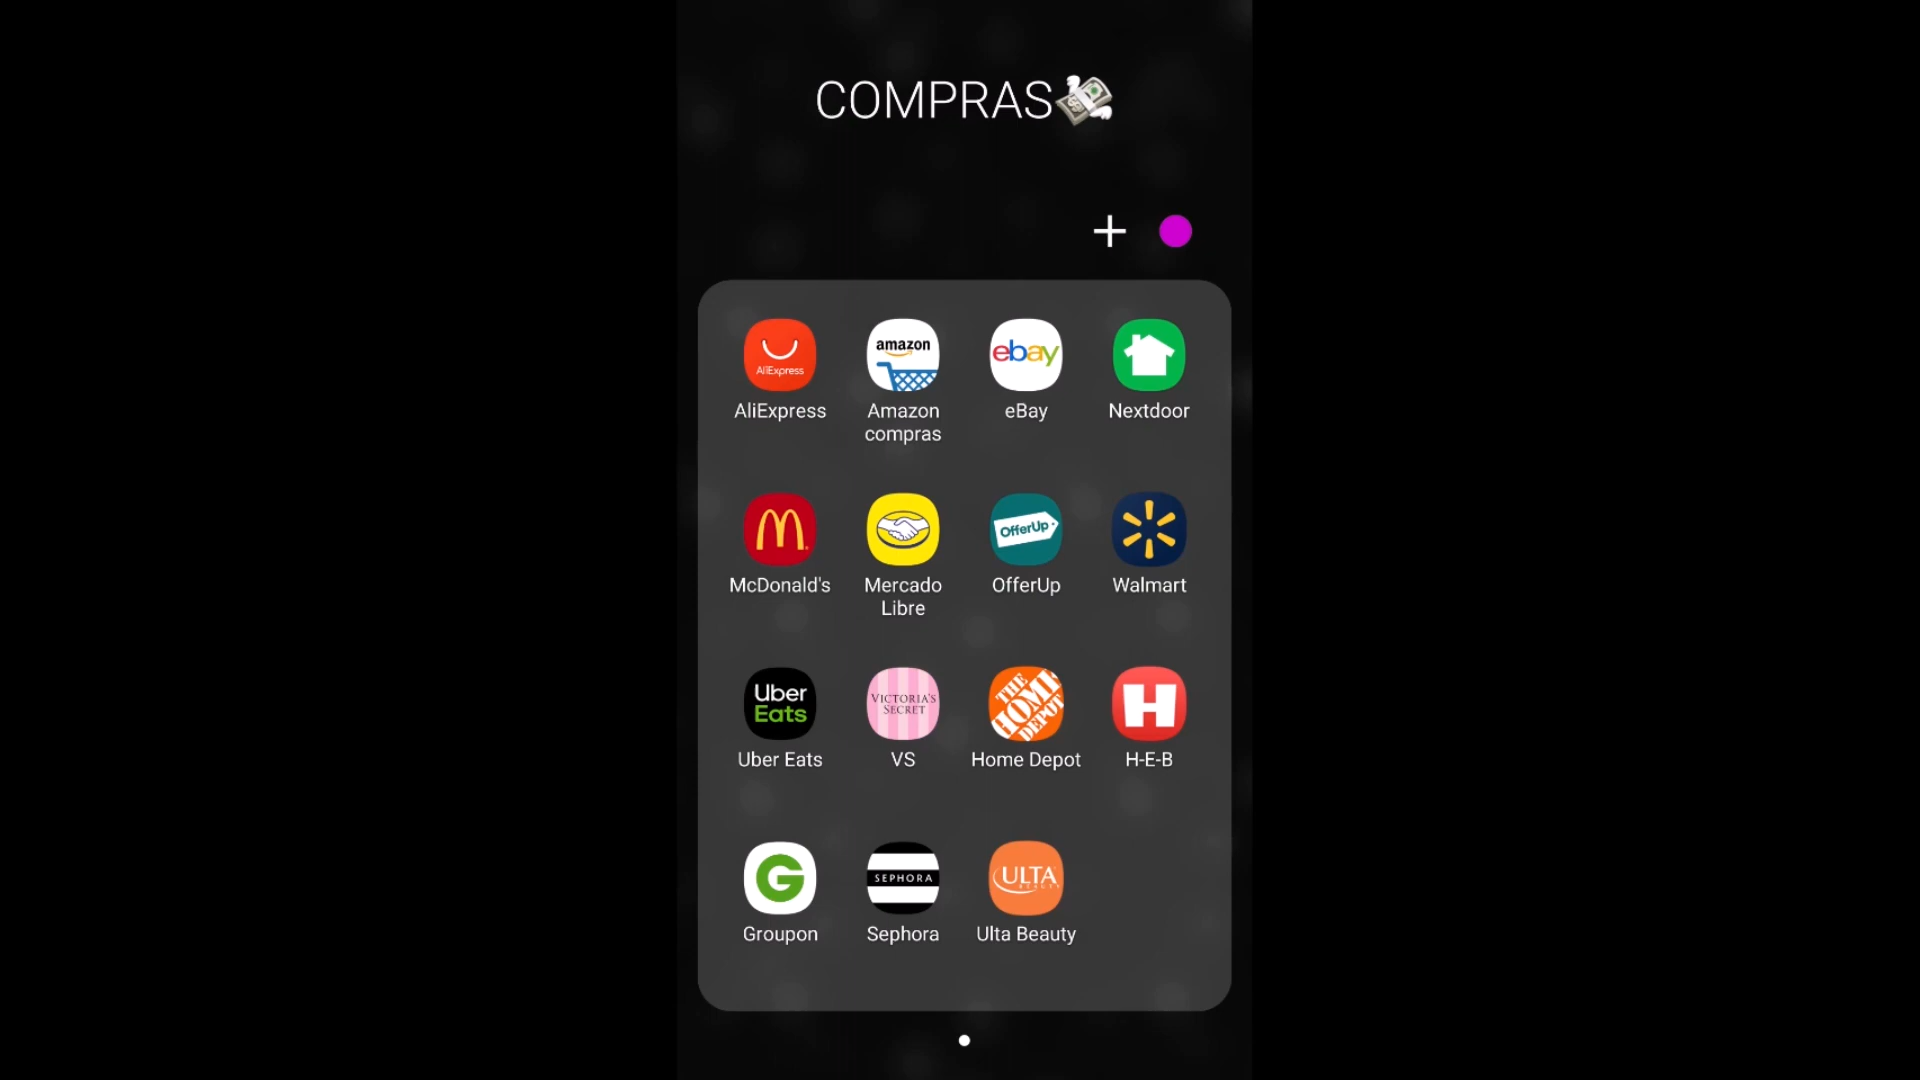 COMPRAS💸
AliExpress
amazon
ebay
AliExpress
Amazon
compras
eBay
Nextdoor
OfferUp
McDonald's
Mercado
Libre
OfferUp
Walmart
Uber
Eats
VICTORIA'S
SECRET
THE
HOME
DEPOT
H
Uber Eats
VS
Home Depot
H-E-B
G
SEPHORA
ULTA
BEAUTY
Groupon
Sephora
Ulta Beauty